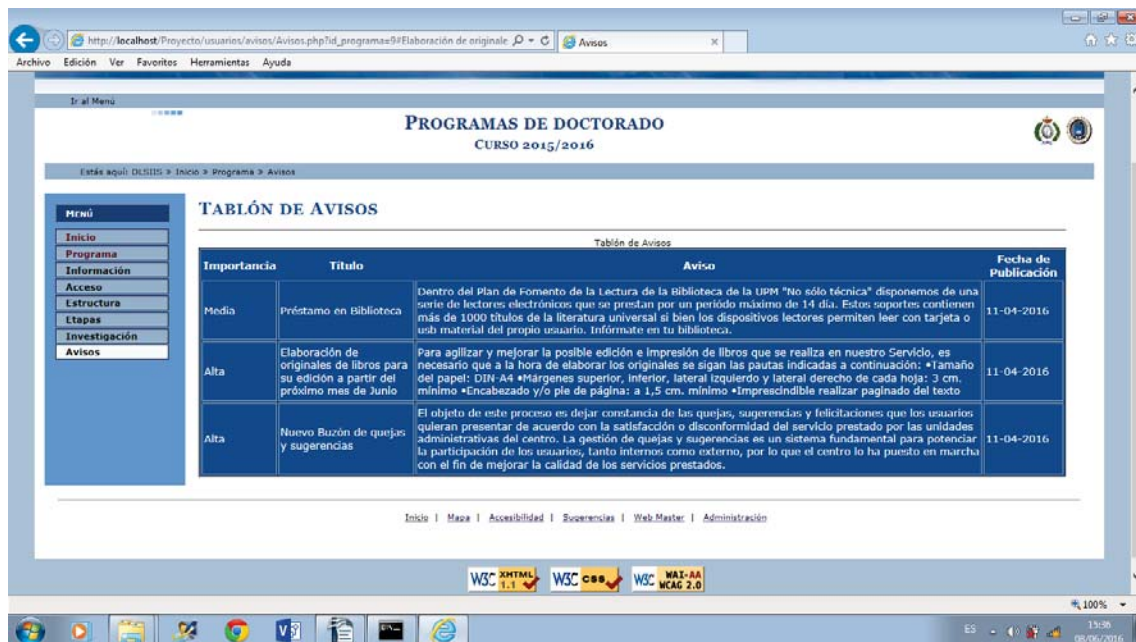 http://localhost/Proyecto/usuarios/avisos/Avisos.php?id_programa=9#Elaboración de originale
Avisos
Archivo Edición Ver Favoritos Herramientas Ayuda
Ir al Menú
PROGRAMAS DE DOCTORADO
CURSO 2015/2016
Estás aquí: DLSIIS » Inicio » Programa » Avisos
MENÚ
Inicio
Programa
Información
Acceso
Estructura
Etapas
Investigación
Avisos
TABLÓN DE AVISOS
Tablón de Avisos
Importancia Título Aviso Fecha de Publicación
Media
Préstamo en Biblioteca
Dentro del Plan de Fomento de la Lectura de la Biblioteca de la UPM "No sólo técnica" disponemos de una
serie de lectores electrónicos que se prestan por un período máximo de 14 día. Estos soportes contienen
más de 1000 títulos de la literatura universal si bien los dispositivos lectores permiten leer con tarjeta o
usb material del propio usuario. Infórmate en tu biblioteca.
11-04-2016
Alta
Elaboración de
originales de libros para
su edición a partir del
próximo mes de Junio
Para agilizar y mejorar la posible edición e impresión de libros que se realiza en nuestro Servicio, es
necesario que a la hora de elaborar los originales se sigan las pautas indicadas a continuación: •Tamaño
del papel: DIN-A4 •Márgenes superior, inferior, lateral izquierdo y lateral derecho de cada hoja: 3 cm.
mínimo •Encabezado y/o pie de página: a 1,5 cm. mínimo •Imprescindible realizar paginado del texto
11-04-2016
Alta
Nuevo Buzón de quejas
y sugerencias
El objeto de este proceso es dejar constancia de las quejas, sugerencias y felicitaciones que los usuarios
quieran presentar de acuerdo con la satisfacción o disconformidad del servicio prestado por las unidades
administrativas del centro. La gestión de quejas y sugerencias es un sistema fundamental para potenciar
la participación de los usuarios, tanto internos como externo, por lo que el centro lo ha puesto en marcha
con el fin de mejorar la calidad de los servicios prestados.
11-04-2016
Inicio | Mapa | Accesibilidad | Sugerencias | Web Master | Administración
W3C XHTML 1.1
W3C CSS
W3C WAI-AA WCAG 2.0
100%
ES
15:36
08/06/2016